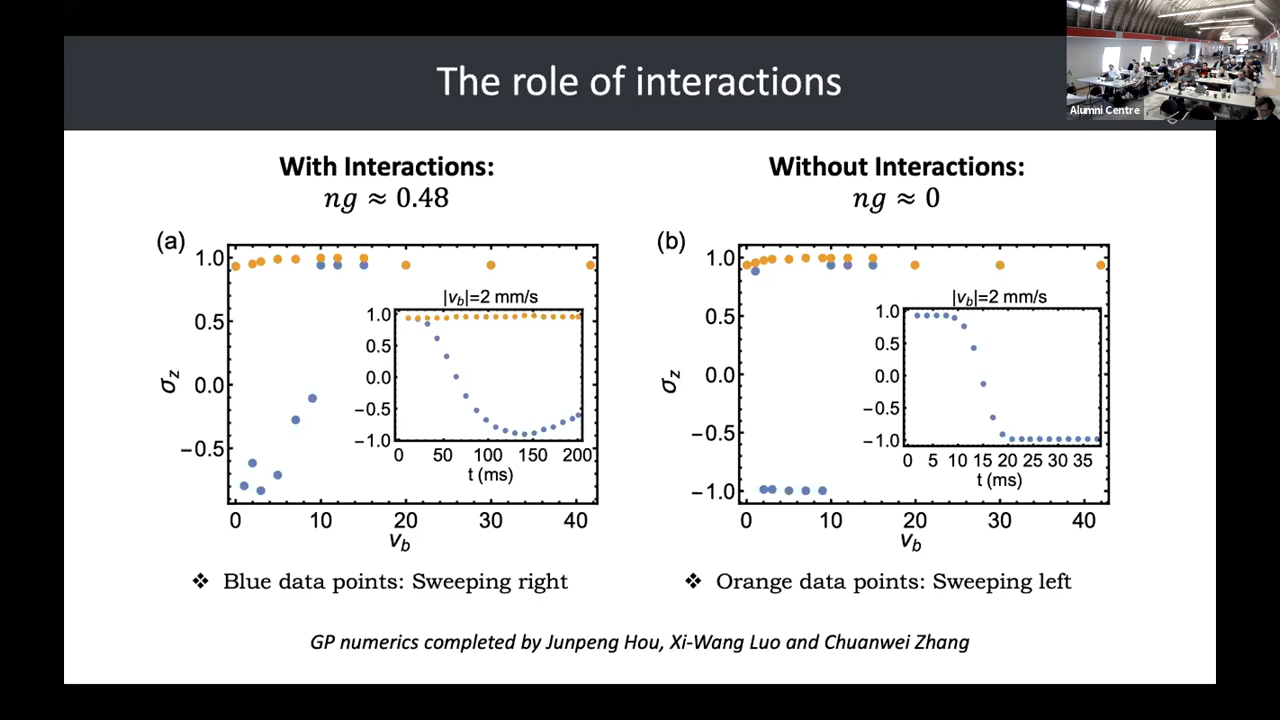 The role of interactions
Alumni Centre
With Interactions:
ng ≈ 0.48
Without Interactions:
ng ≈ 0
(a)
1.0
0.5
0.0
−0.5
σz
0 10 20 30 40
vb
|vb|=2 mm/s
1.0
0.5
0.0
−0.5
−1.0
0 50 100 150 200
t (ms)
(b)
1.0
0.5
0.0
−0.5
−1.0
σz
0 10 20 30 40
vb
|vb|=2 mm/s
1.0
0.5
0.0
−0.5
−1.0
0 5 10 15 20 25 30 35
t (ms)
❖ Blue data points: Sweeping right
❖ Orange data points: Sweeping left
GP numerics completed by Junpeng Hou, Xi-Wang Luo and Chuanwei Zhang